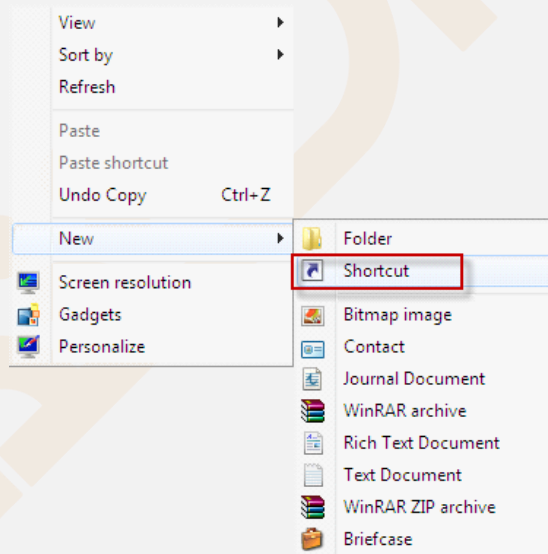 View
Sort by
Refresh
Paste
Paste shortcut
Undo Copy Ctrl+Z
New
Screen resolution
Gadgets
Personalize
Folder
Shortcut
Bitmap image
Contact
Journal Document
WinRAR archive
Rich Text Document
Text Document
WinRAR ZIP archive
Briefcase